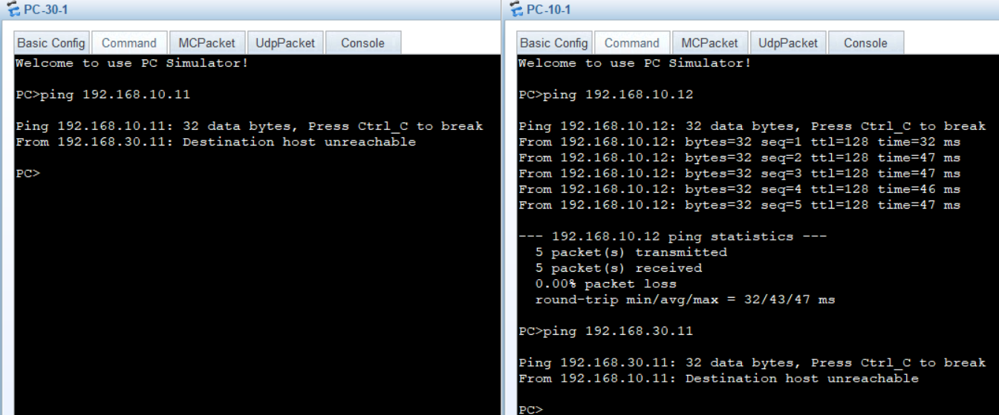 PC-30-1
Basic Config Command MCPacket UdpPacket Console
Welcome to use PC Simulator!
PC>ping 192.168.10.11
Ping 192.168.10.11: 32 data bytes, Press Ctrl_C to break
From 192.168.30.11: Destination host unreachable
PC>
PC-10-1
Basic Config Command MCPacket UdpPacket Console
Welcome to use PC Simulator!
PC>ping 192.168.10.12
Ping 192.168.10.12: 32 data bytes, Press Ctrl_C to break
From 192.168.10.12: bytes=32 seq=1 ttl=128 time=32 ms
From 192.168.10.12: bytes=32 seq=2 ttl=128 time=47 ms
From 192.168.10.12: bytes=32 seq=3 ttl=128 time=47 ms
From 192.168.10.12: bytes=32 seq=4 ttl=128 time=46 ms
From 192.168.10.12: bytes=32 seq=5 ttl=128 time=47 ms
--- 192.168.10.12 ping statistics ---
5 packet(s) transmitted
5 packet(s) received
0.00% packet loss
round-trip min/avg/max = 32/43/47 ms
PC>ping 192.168.30.11
Ping 192.168.30.11: 32 data bytes, Press Ctrl_C to break
From 192.168.10.11: Destination host unreachable
PC>